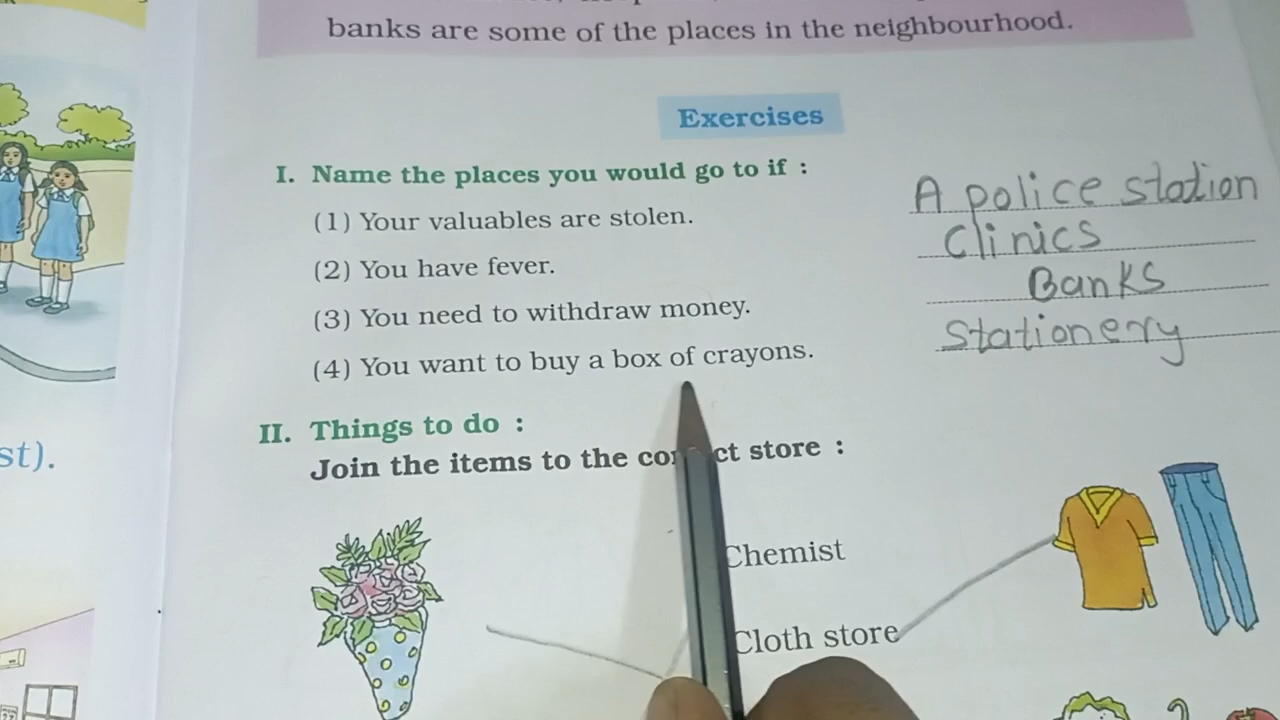 banks are some of the places in the neighbourhood.
Exercises
I. Name the places you would go to if :
(1) Your valuables are stolen. A police station
(2) You have fever. Clinics
(3) You need to withdraw money. Banks
(4) You want to buy a box of crayons. Stationery
II. Things to do :
Join the items to the store :
st).
Chemist
Cloth store